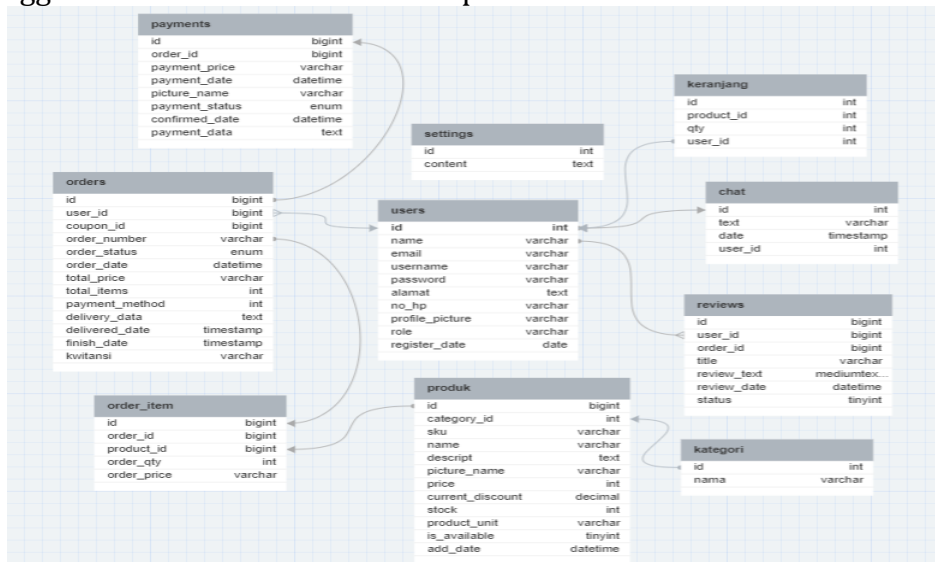 payments
id bigint
order_id bigint
payment_price varchar
payment_date datetime
picture_name varchar
payment_status enum
confirmed_date datetime
payment_data text
keranjang
id int
product_id int
qty int
user_id int
settings
id int
content text
orders
id bigint
user_id bigint
coupon_id bigint
order_number varchar
order_status enum
order_date datetime
total_price varchar
total_items int
payment_method int
delivery_data text
delivered_date timestamp
finish_date timestamp
kwitansi varchar
users
id int
name varchar
email varchar
username varchar
password varchar
alamat text
no_hp varchar
profile_picture varchar
role varchar
register_date date
chat
id int
text varchar
date timestamp
user_id int
reviews
id bigint
user_id bigint
order_id bigint
title varchar
review_text mediumtex...
review_date datetime
status tinyint
order_item
id bigint
order_id bigint
product_id bigint
order_qty int
order_price varchar
produk
id bigint
category_id int
sku varchar
name varchar
descript text
picture_name varchar
price int
current_discount decimal
stock int
product_unit varchar
is_available tinyint
add_date datetime
kategori
id int
nama varchar